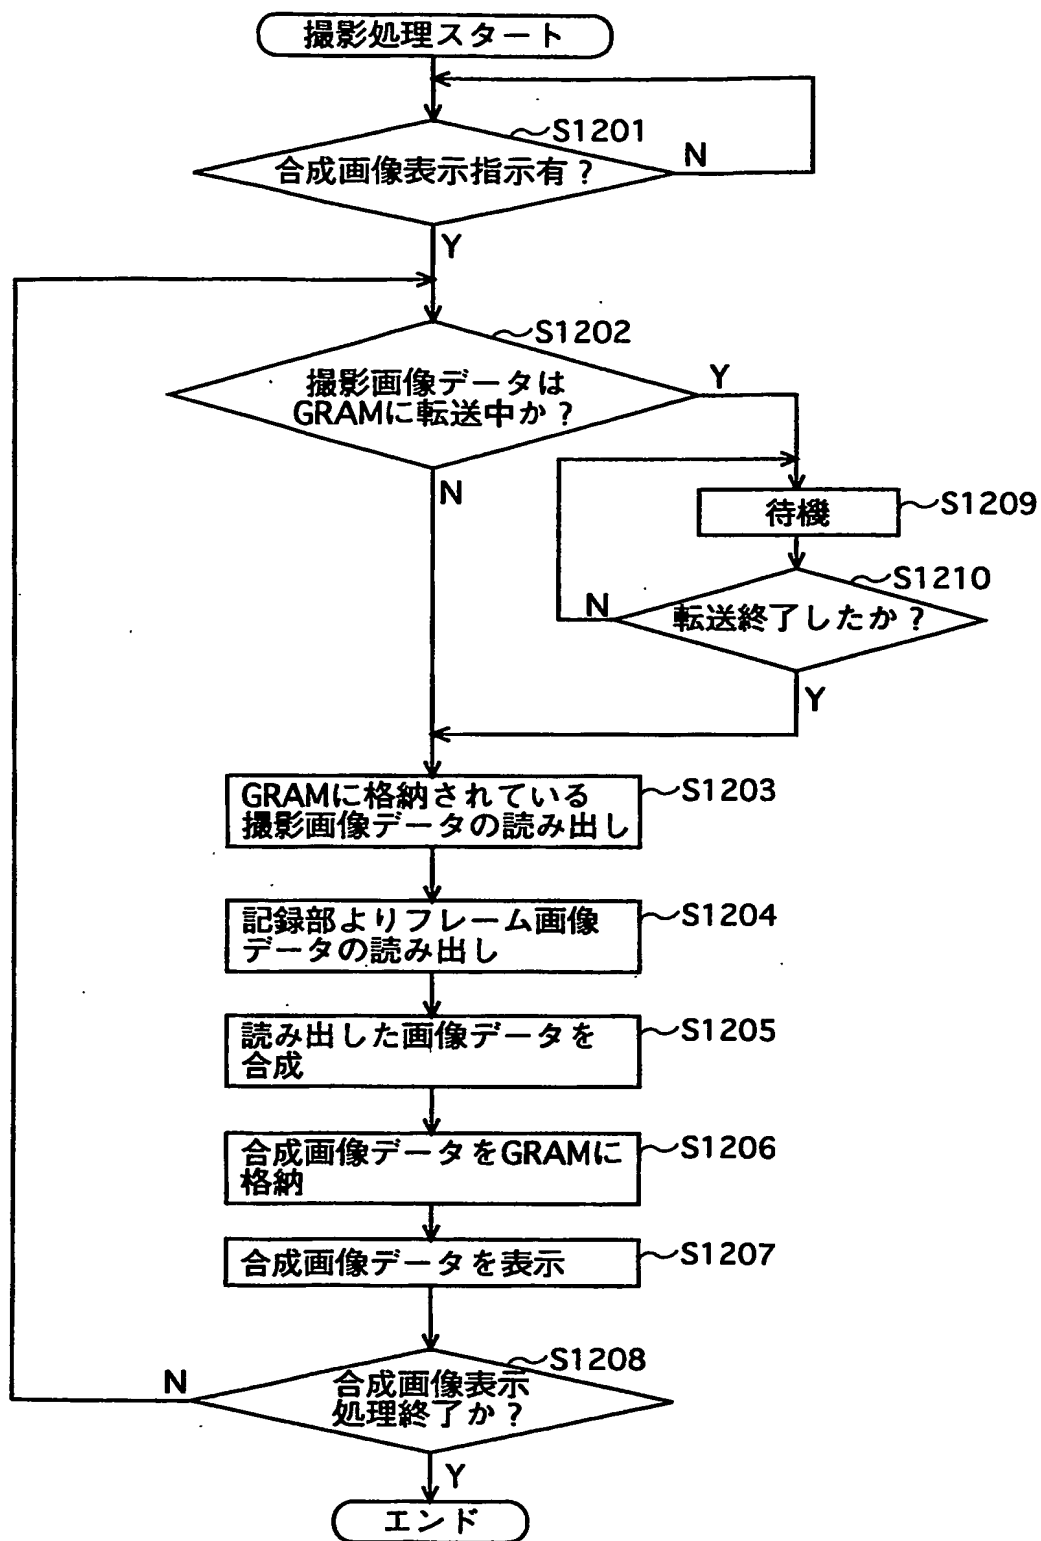 撮影処理スタート
S1201
合成画像表示指示有?
N
Y
S1202
撮影画像データは
GRAMに転送中か?
Y
N
待機
S1209
S1210
転送終了したか?
N
Y
GRAMに格納されている
撮影画像データの読み出し
S1203
記録部よりフレーム画像
データの読み出し
S1204
読み出した画像データを
合成
S1205
合成画像データをGRAMに
格納
S1206
合成画像データを表示
S1207
S1208
合成画像表示
処理終了か?
N
Y
エンド